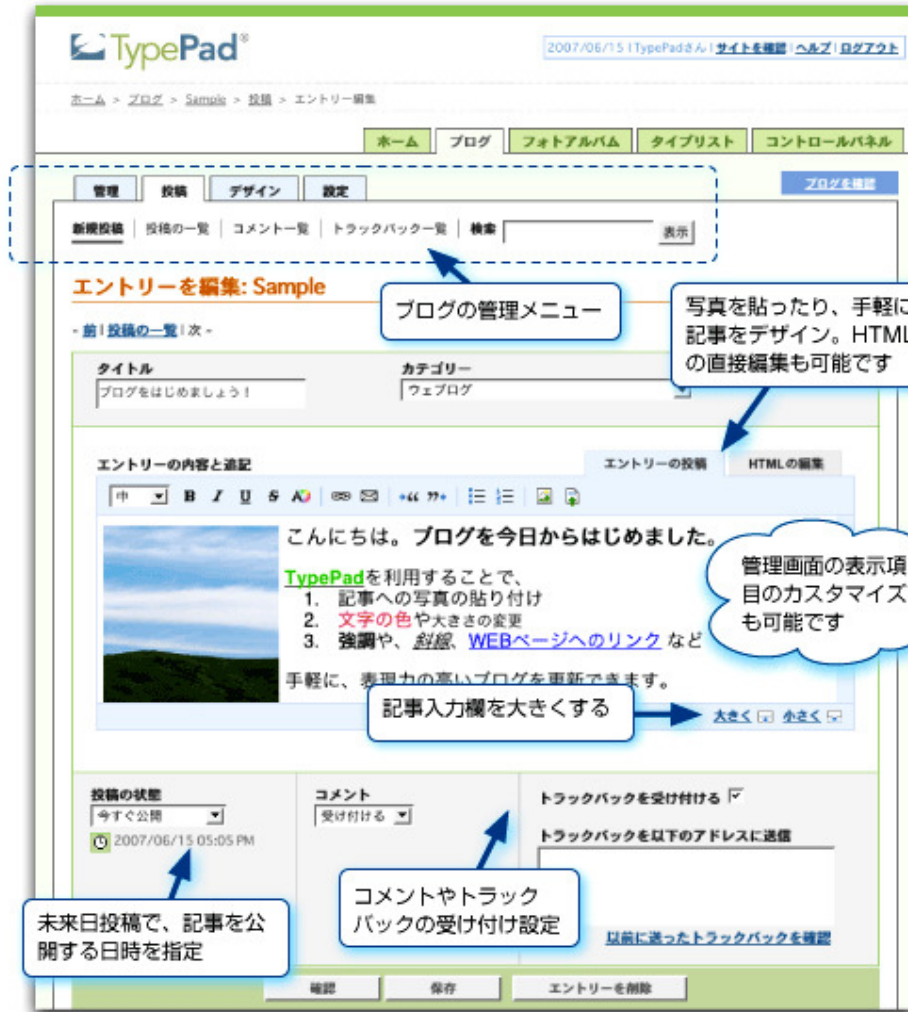 TypePad®
2007/06/15 | TypePadさん | サイトを確認 | ヘルプ | ログアウト
ホーム > ブログ > Sample > 投稿 > エントリー編集
ホーム ブログ フォトアルバム タイプリスト コントロールパネル
管理 投稿 デザイン 設定 ブログを確認
新規投稿 | 投稿の一覧 | コメント一覧 | トラックバック一覧 | 検索 表示
エントリーを編集: Sample
ブログの管理メニュー
写真を貼ったり、手軽に
記事をデザイン。HTML
の直接編集も可能です
- 前 | 投稿の一覧 | 次 -
タイトル カテゴリー
ブログをはじめましょう! ウェブログ
エントリーの内容と追記 エントリーの投稿 HTMLの編集
中 B I U S
こんにちは。ブログを今日からはじめました。
TypePadを利用することで、
1. 記事への写真の貼り付け
2. 文字の色や大きさの変更
3. 強調や、斜線、WEBページへのリンク など
手軽に、表現力の高いブログを更新できます。
管理画面の表示項
目のカスタマイズ
も可能です
記事入力欄を大きくする
大きく 小さく
投稿の状態 コメント トラックバックを受け付ける
今すぐ公開 受け付ける
2007/06/15 05:05 PM
トラックバックを以下のアドレスに送信
コメントやトラック
バックの受け付け設定
未来日投稿で、記事を公
開する日時を指定
以前に送ったトラックバックを確認
確認 保存 エントリーを削除